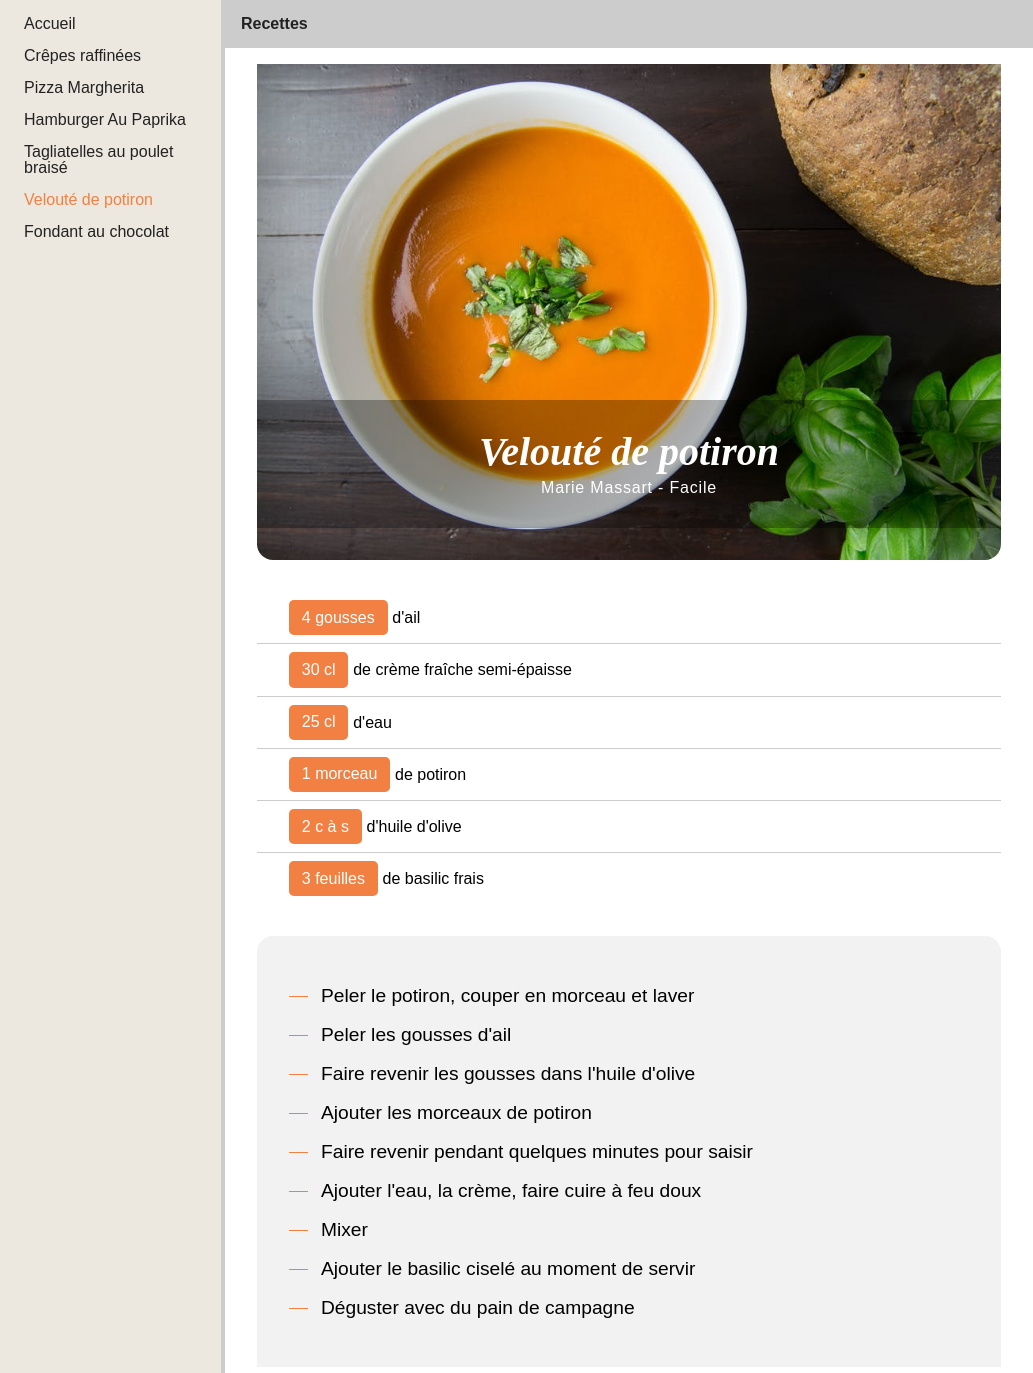 Accueil
Crêpes raffinées
Pizza Margherita
Hamburger Au Paprika
Tagliatelles au poulet
braisé
Velouté de potiron
Fondant au chocolat
Recettes
Velouté de potiron
Marie Massart - Facile
4 gousses d'ail
30 cl de crème fraîche semi-épaisse
25 cl d'eau
1 morceau de potiron
2 c à s d'huile d'olive
3 feuilles de basilic frais
— Peler le potiron, couper en morceau et laver
— Peler les gousses d'ail
— Faire revenir les gousses dans l'huile d'olive
— Ajouter les morceaux de potiron
— Faire revenir pendant quelques minutes pour saisir
— Ajouter l'eau, la crème, faire cuire à feu doux
— Mixer
— Ajouter le basilic ciselé au moment de servir
— Déguster avec du pain de campagne